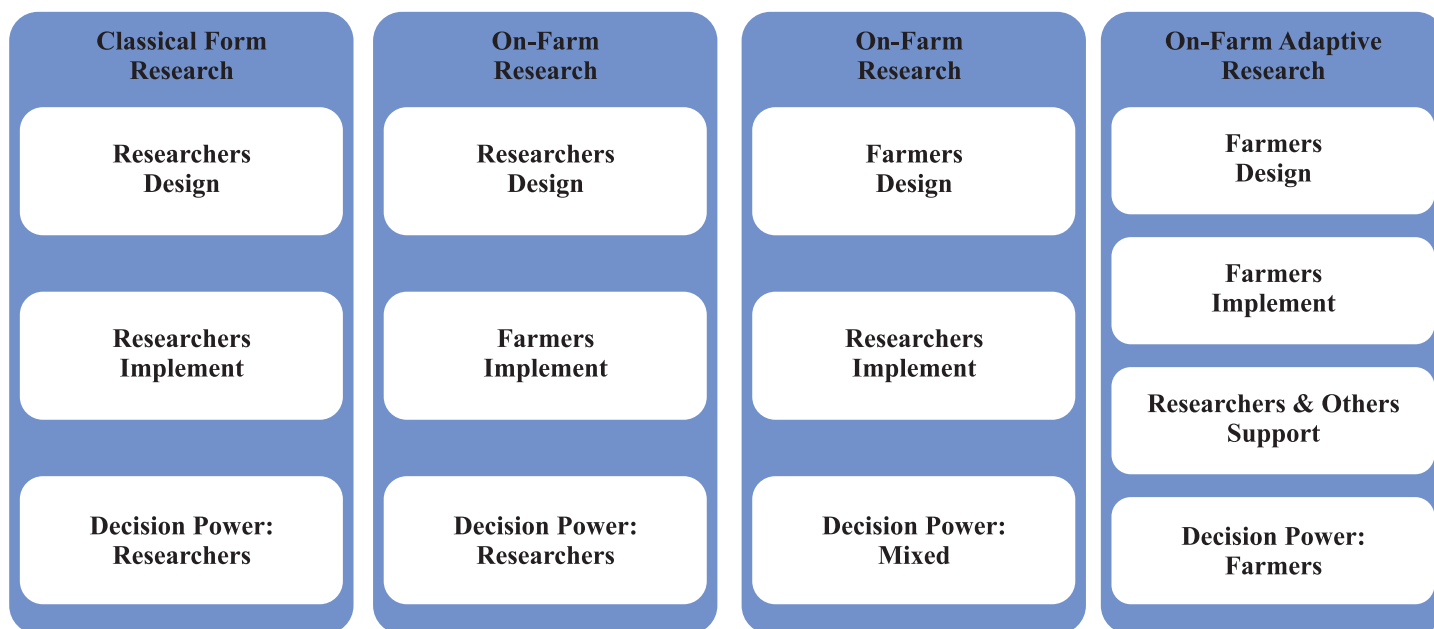 Classical Form
Research
Researchers
Design
Researchers
Implement
Decision Power:
Researchers
On-Farm
Research
Researchers
Design
Farmers
Implement
Decision Power:
Researchers
On-Farm
Research
Farmers
Design
Researchers
Implement
Decision Power:
Mixed
On-Farm Adaptive
Research
Farmers
Design
Farmers
Implement
Researchers & Others
Support
Decision Power:
Farmers